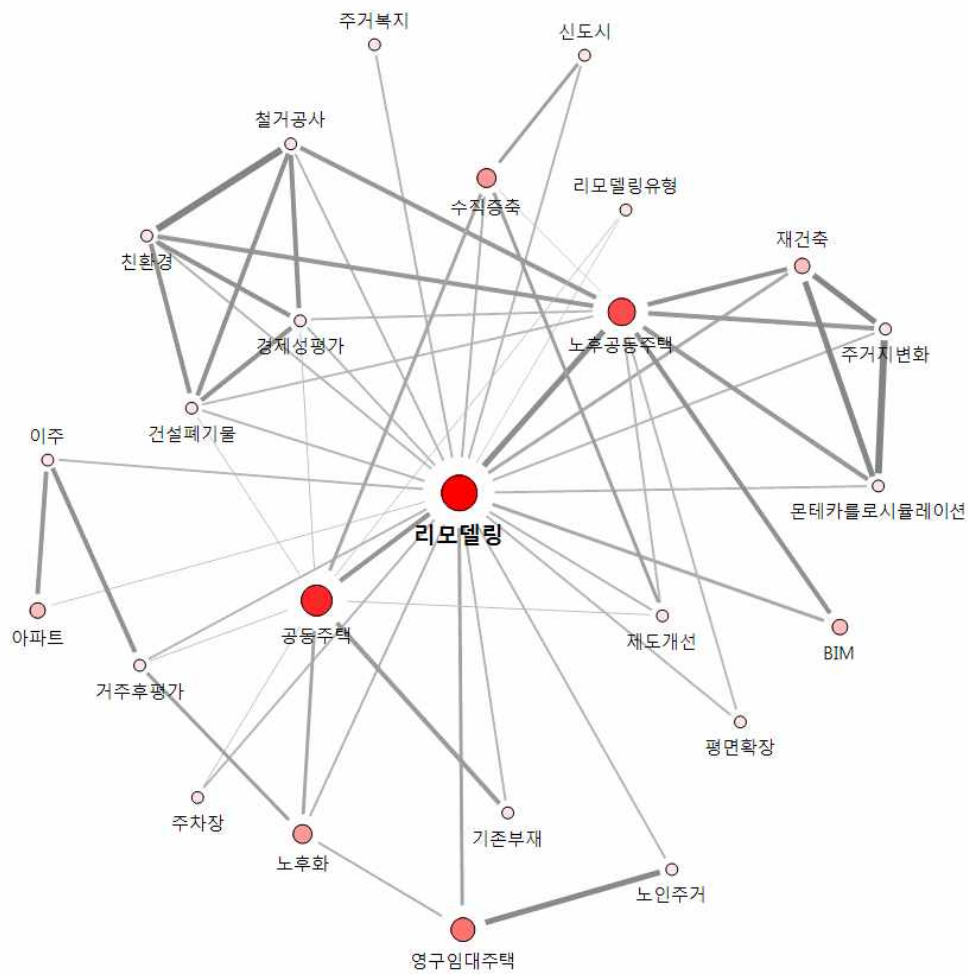 주거복지
신도시
철거공사
리모델링유형
수직증축
재건축
친환경
경제성평가
노후공동주택
주거지변화
건설폐기물
이주
몬테카를로시뮬레이션
리모델링
아파트
공동주택
제도개선
BIM
거주후평가
평면확장
주차장
기존부재
노후화
노인주거
영구임대주택